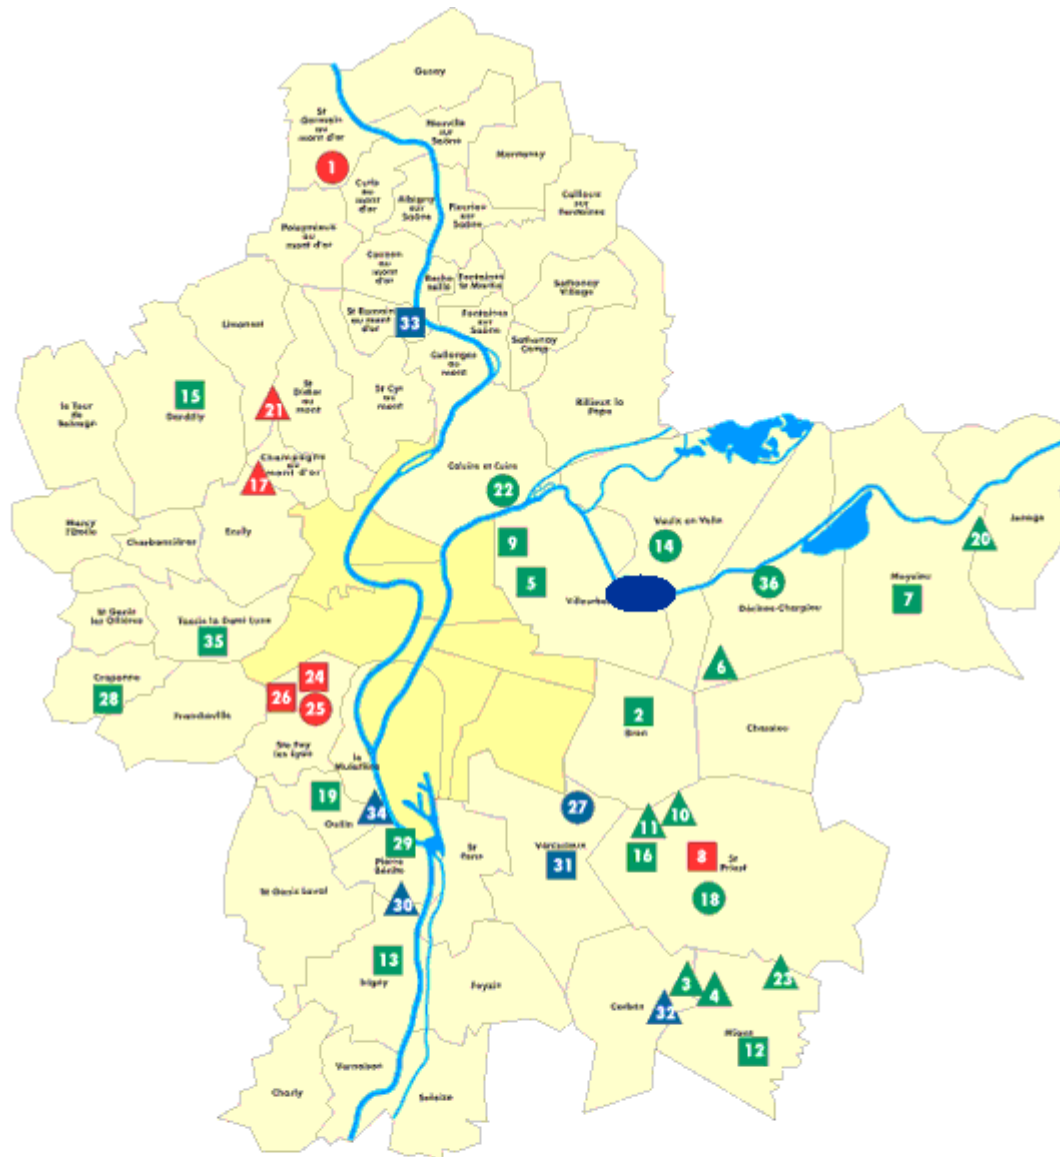 St
Germain
au
mont d'or
1
Curis
au
mont
d'or
Albigny
sur
Saône
Neuville
sur
Saône
Montanay
Fleurieu
sur
Saône
Cailloux
sur
Fontaines
Poleymieux
au
mont d'or
Couzon
au
mont
d'or
Fontaines
St Martin
Sathonay
Village
St Romain
au mont
d'or
33
Fontaines
sur
Saône
Sathonay
Camp
Limonest
Collonges
au
mont
St
Didier
au
mont
St Cyr
au
mont
Rillieux la
Pape
la Tour
de
Salvagny
15
Dardilly
21
Champagne
au
mont d'or
17
Caluire et Cuire
22
Marcy
l'Etoile
Charbonnières
Ecully
9
5
Vaulx en Velin
14
36
Décines-Charpieu
Meyzieu
7
20
Jonage
St Genis
les Ollières
Tassin la Demi Lune
35
6
Craponne
28
Francheville
24
26
25
Ste Foy
les Lyon
la
Mulatière
2
Bron
Chassieu
19
Oullins
34
29
Pierre
Bénite
St
Fons
27
Vénissieux
31
11
10
16
8
St
Priest
18
St Genis Laval
30
13
Irigny
Feyzin
Corbas
3
4
32
23
Mions
12
Charly
Vernaison
Solaize